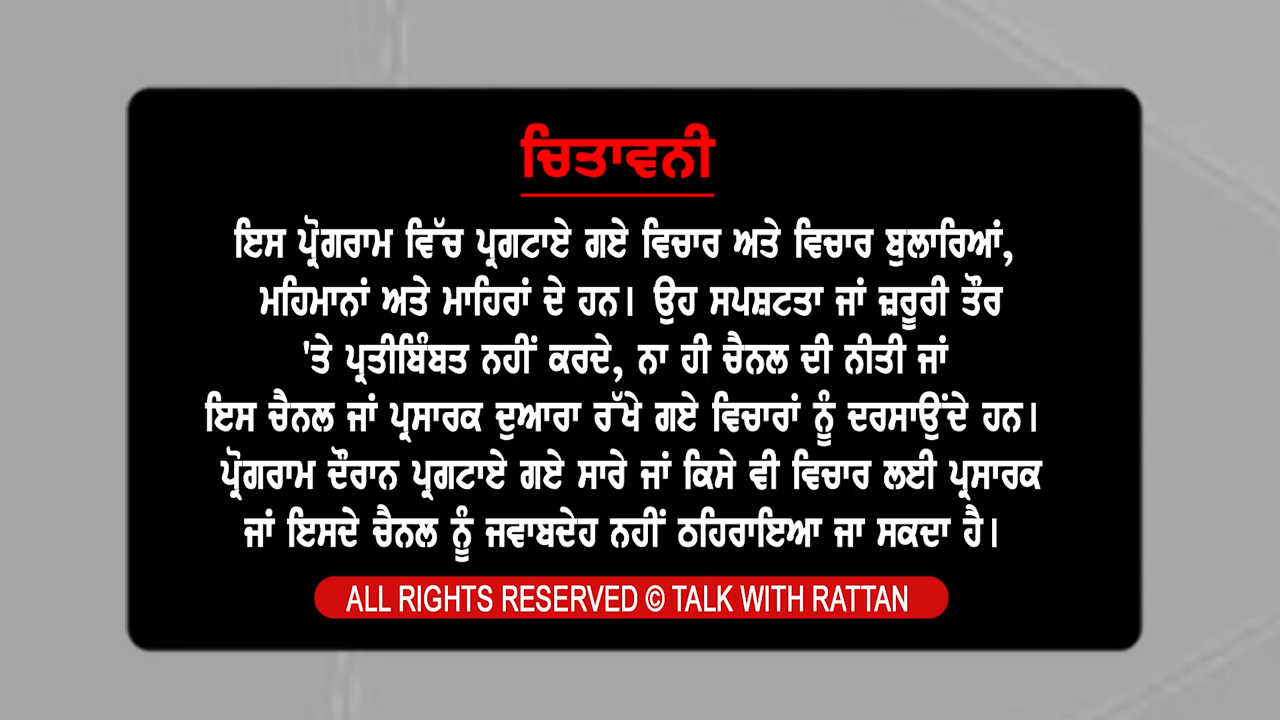 ਚਿਤਾਵਨੀ
ਇਸ ਪ੍ਰੋਗਰਾਮ ਵਿੱਚ ਪ੍ਰਗਟਾਏ ਗਏ ਵਿਚਾਰ ਅਤੇ ਵਿਚਾਰ ਬੁਲਾਰਿਆਂ,
ਮਹਿਮਾਨਾਂ ਅਤੇ ਮਾਹਿਰਾਂ ਦੇ ਹਨ। ਉਹ ਸਪਸ਼ਟਤਾ ਜਾਂ ਜ਼ਰੂਰੀ ਤੌਰ
'ਤੇ ਪ੍ਰਤੀਬਿੰਬਤ ਨਹੀਂ ਕਰਦੇ, ਨਾ ਹੀ ਚੈਨਲ ਦੀ ਨੀਤੀ ਜਾਂ
ਇਸ ਚੈਨਲ ਜਾਂ ਪ੍ਰਸਾਰਕ ਦੁਆਰਾ ਰੱਖੇ ਗਏ ਵਿਚਾਰਾਂ ਨੂੰ ਦਰਸਾਉਂਦੇ ਹਨ।
ਪ੍ਰੋਗਰਾਮ ਦੌਰਾਨ ਪ੍ਰਗਟਾਏ ਗਏ ਸਾਰੇ ਜਾਂ ਕਿਸੇ ਵੀ ਵਿਚਾਰ ਲਈ ਪ੍ਰਸਾਰਕ
ਜਾਂ ਇਸਦੇ ਚੈਨਲ ਨੂੰ ਜਵਾਬਦੇਹ ਨਹੀਂ ਠਹਿਰਾਇਆ ਜਾ ਸਕਦਾ ਹੈ।
ALL RIGHTS RESERVED © TALK WITH RATTAN